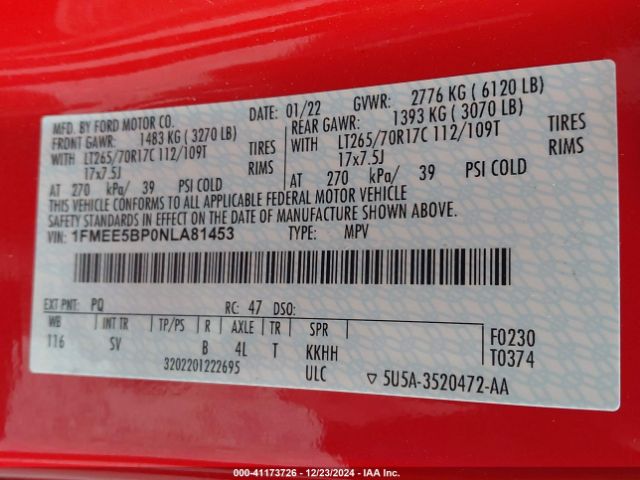 MFD. BY FORD MOTOR CO. DATE: 01/22 GVWR: 2776 KG ( 6120 LB)
FRONT GAWR: 1483 KG ( 3270 LB) REAR GAWR: 1393 KG ( 3070 LB)
WITH LT265/70R17C 112/109T TIRES WITH LT265/70R17C 112/109T TIRES
17x7.5J RIMS 17x7.5J RIMS
AT 270 kPa/ 39 PSI COLD AT 270 kPa/ 39 PSI COLD
THIS VEHICLE CONFORMS TO ALL APPLICABLE FEDERAL MOTOR VEHICLE
SAFETY STANDARDS IN EFFECT ON THE DATE OF MANUFACTURE SHOWN ABOVE.
VIN: 1FMEE5BP0NLA81453 TYPE: MPV
EXT PNT: PQ RC: 47 DSO:
WB INT TR TP/PS R AXLE TR SPR
116 SV B 4L T KKHH
F0230
T0374
3202201222695 ULC ▽ 5U5A-3520472-AA
000-41173726 • 12/23/2024 • IAA Inc.